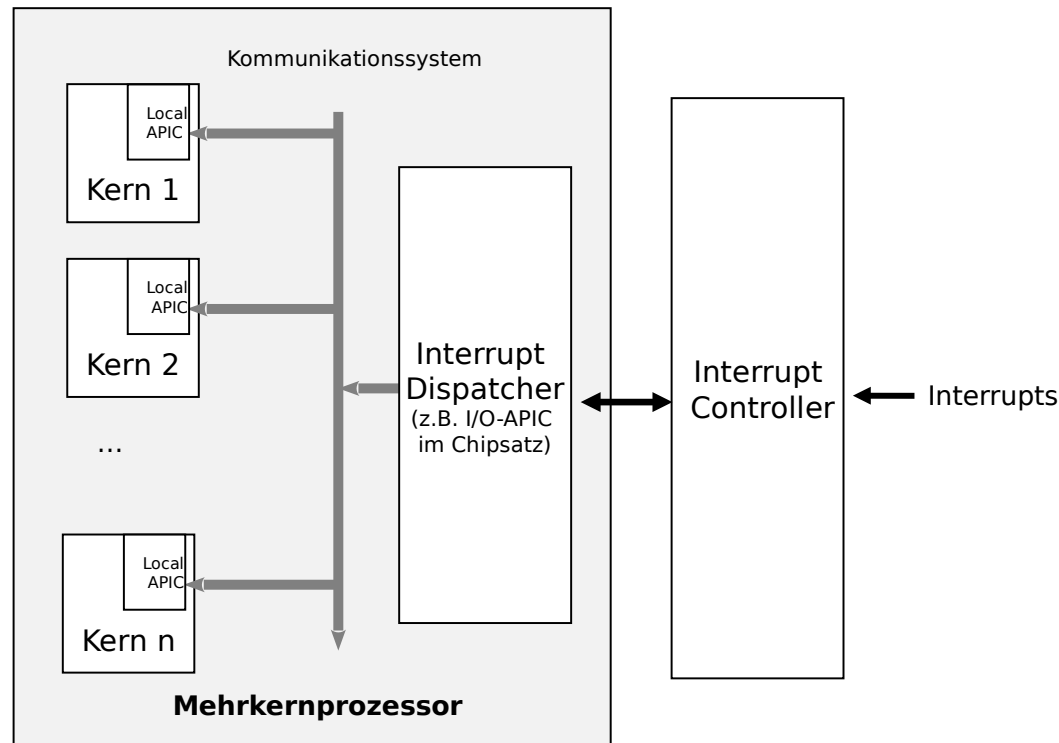 Kommunikationssystem
Local
APIC
Kern 1
Local
APIC
Kern 2
...
Local
APIC
Kern n
Interrupt
Dispatcher
(z.B. I/O-APIC
im Chipsatz)
Mehrkernprozessor
Interrupt
Controller
Interrupts